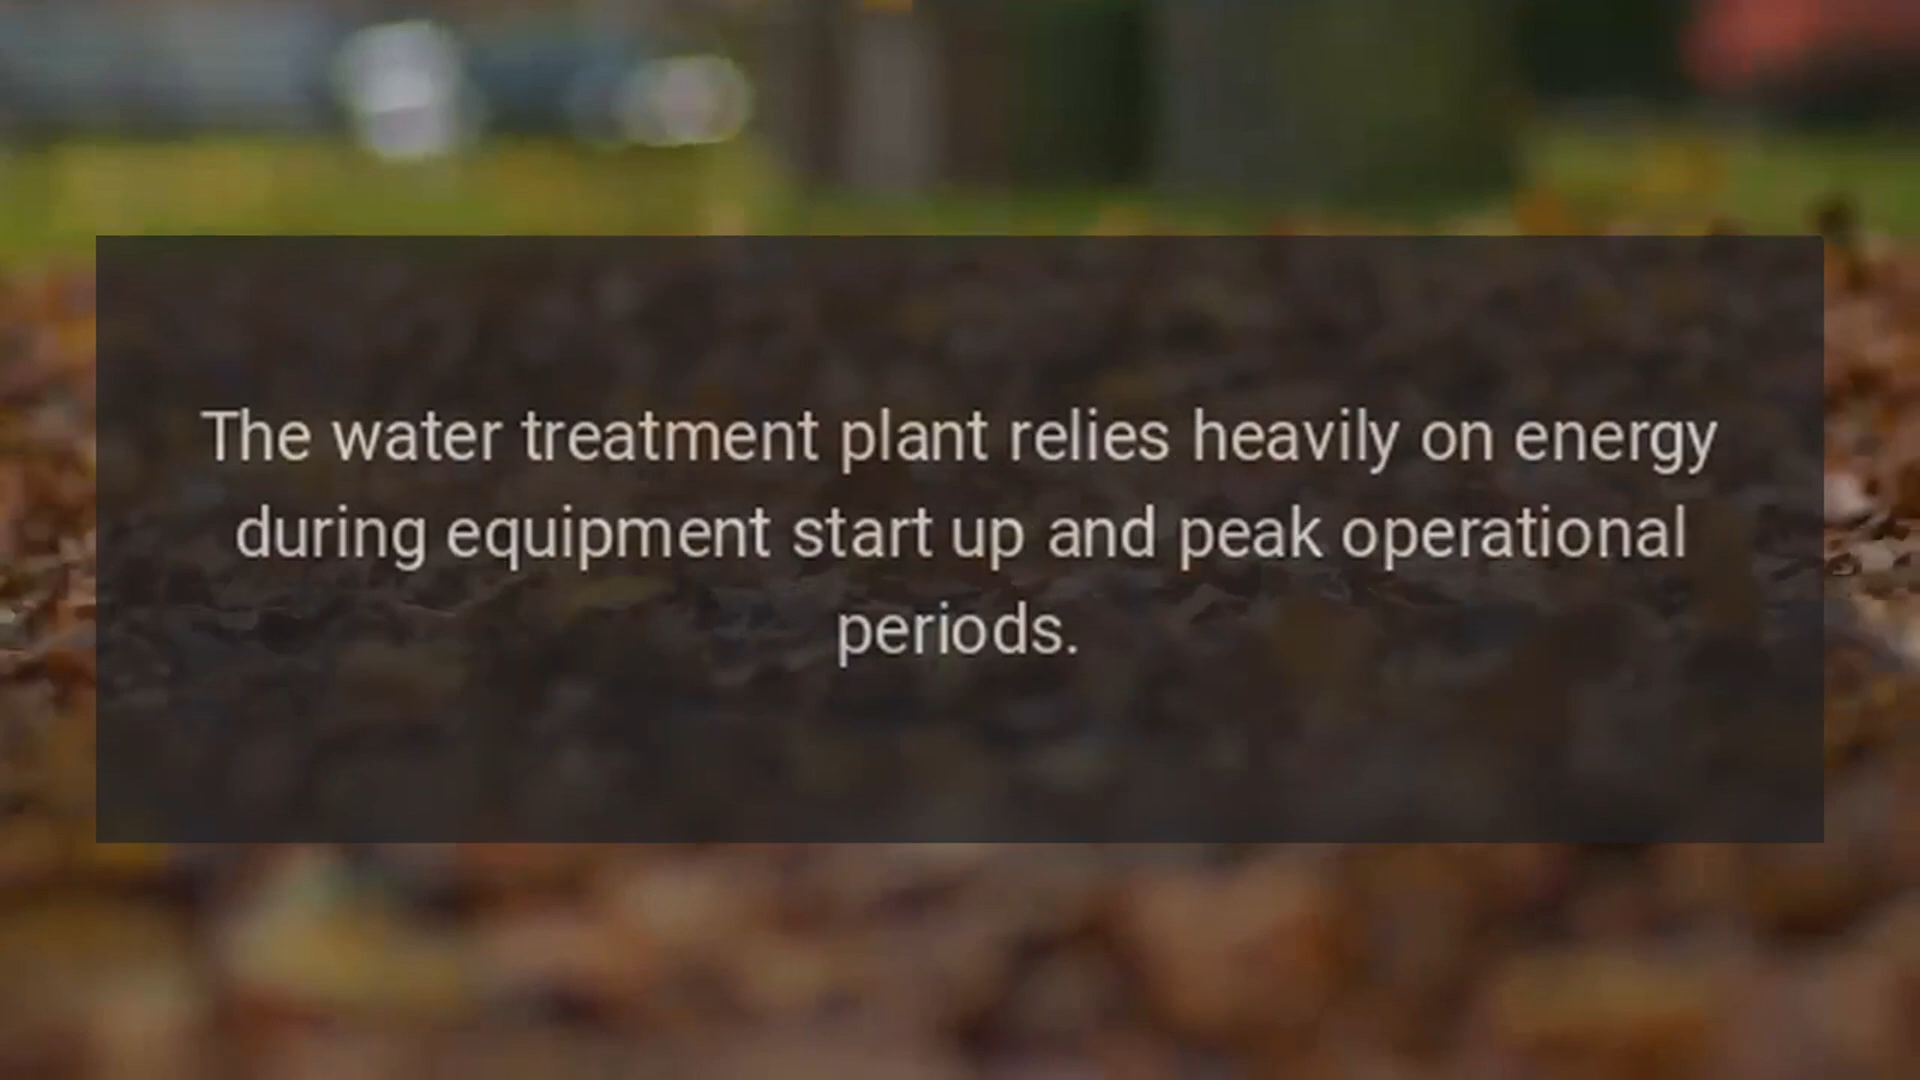 The water treatment plant relies heavily on energy
during equipment start up and peak operational
periods.